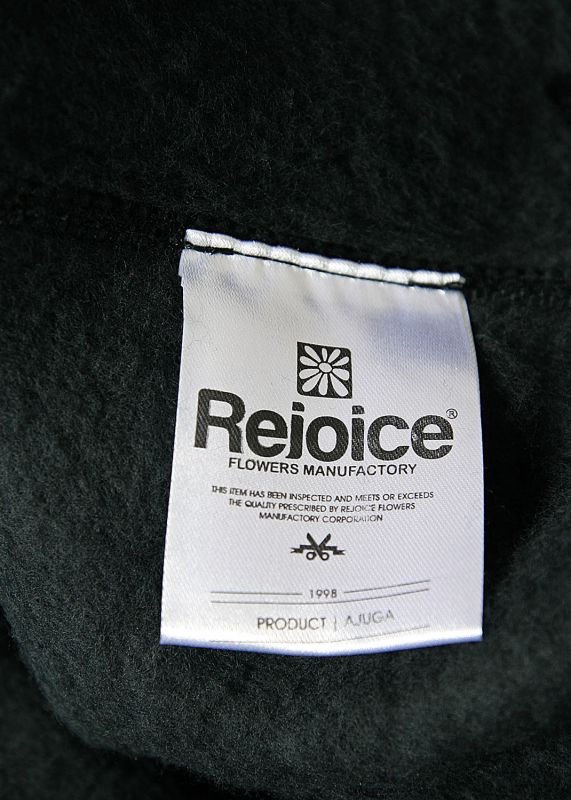 Rejoice®
FLOWERS MANUFACTORY
THIS ITEM HAS BEEN INSPECTED AND MEETS OR EXCEEDS
THE QUALITY PRESCRIBED BY REJOICE FLOWERS
MANUFACTORY CORPORATION
1998
PRODUCT | AJUGA